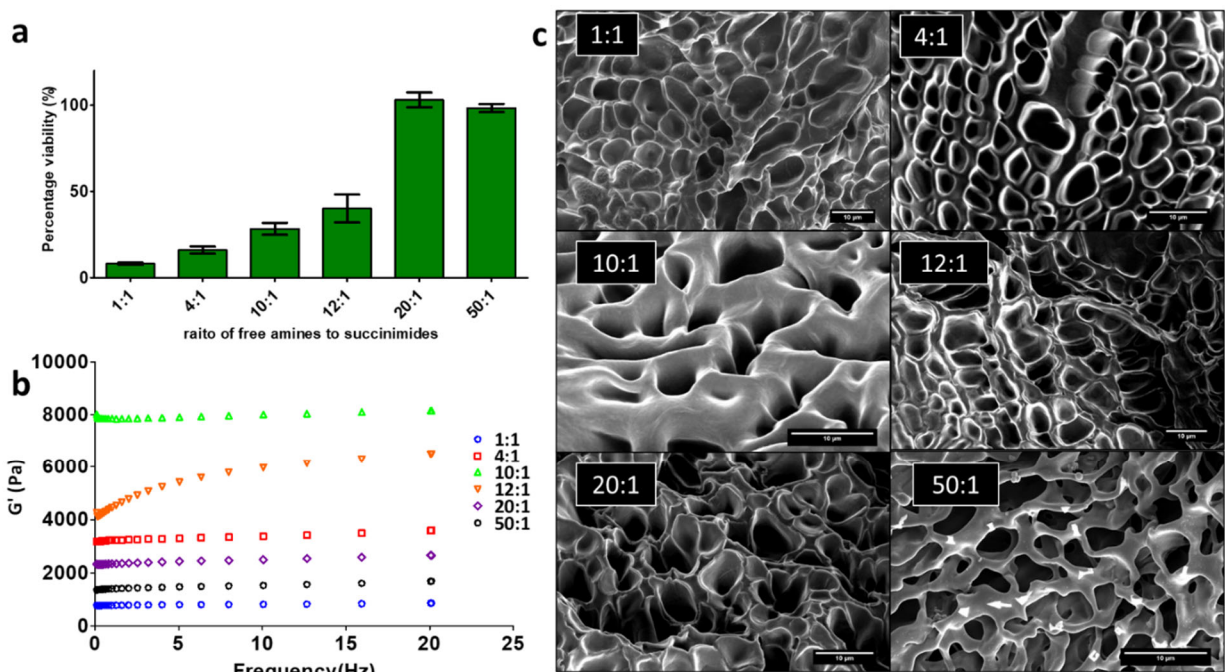 a
Percentage viability (%)
100
50
0
1:1
4:1
10:1
12:1
20:1
50:1
raito of free amines to succinimides
b
G' (Pa)
10000
8000
6000
4000
2000
0
0
5
10
15
20
25
Frequency(Hz)
1:1
4:1
10:1
12:1
20:1
50:1
c
1:1
10 µm
4:1
10 µm
10:1
10 µm
12:1
10 µm
20:1
10 µm
50:1
10 µm